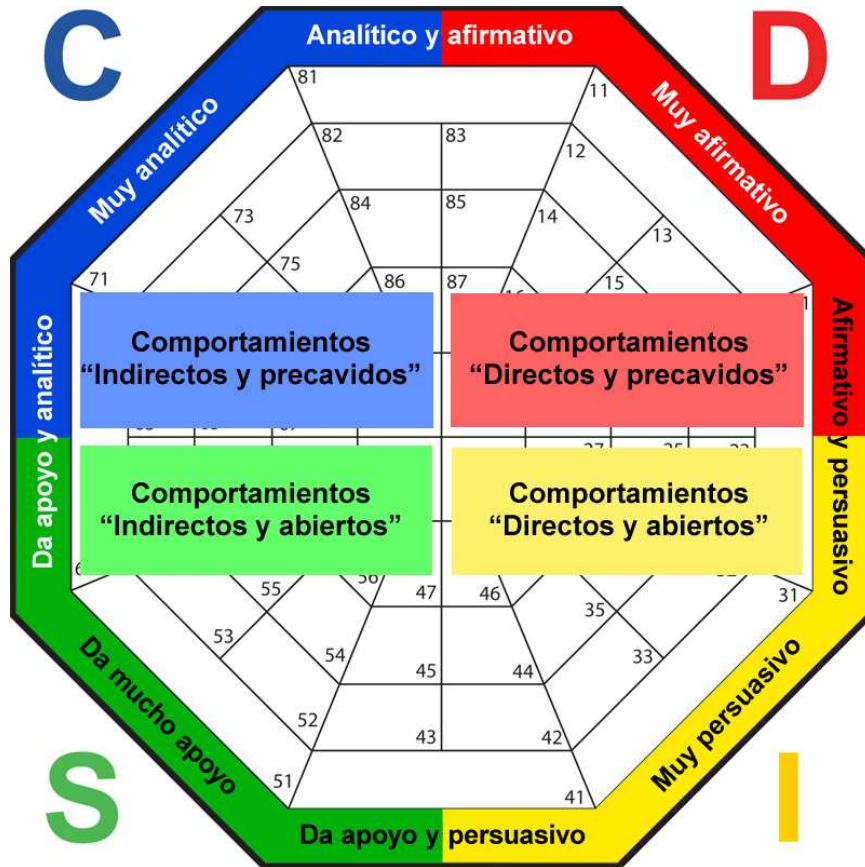 C
Analítico y afirmativo
D
Muy analítico
Muy afirmativo
81
11
82
83
12
84
85
14
73
13
75
15
86
87
16
71
Comportamientos
“Indirectos y precavidos”
Comportamientos
“Directos y precavidos”
Da apoyo y analítico
Afirmativo y persuasivo
Comportamientos
“Indirectos y abiertos”
Comportamientos
“Directos y abiertos”
56
55
47
46
35
31
53
54
45
44
33
52
43
42
51
41
Da mucho apoyo
Muy persuasivo
S
Da apoyo y persuasivo
I